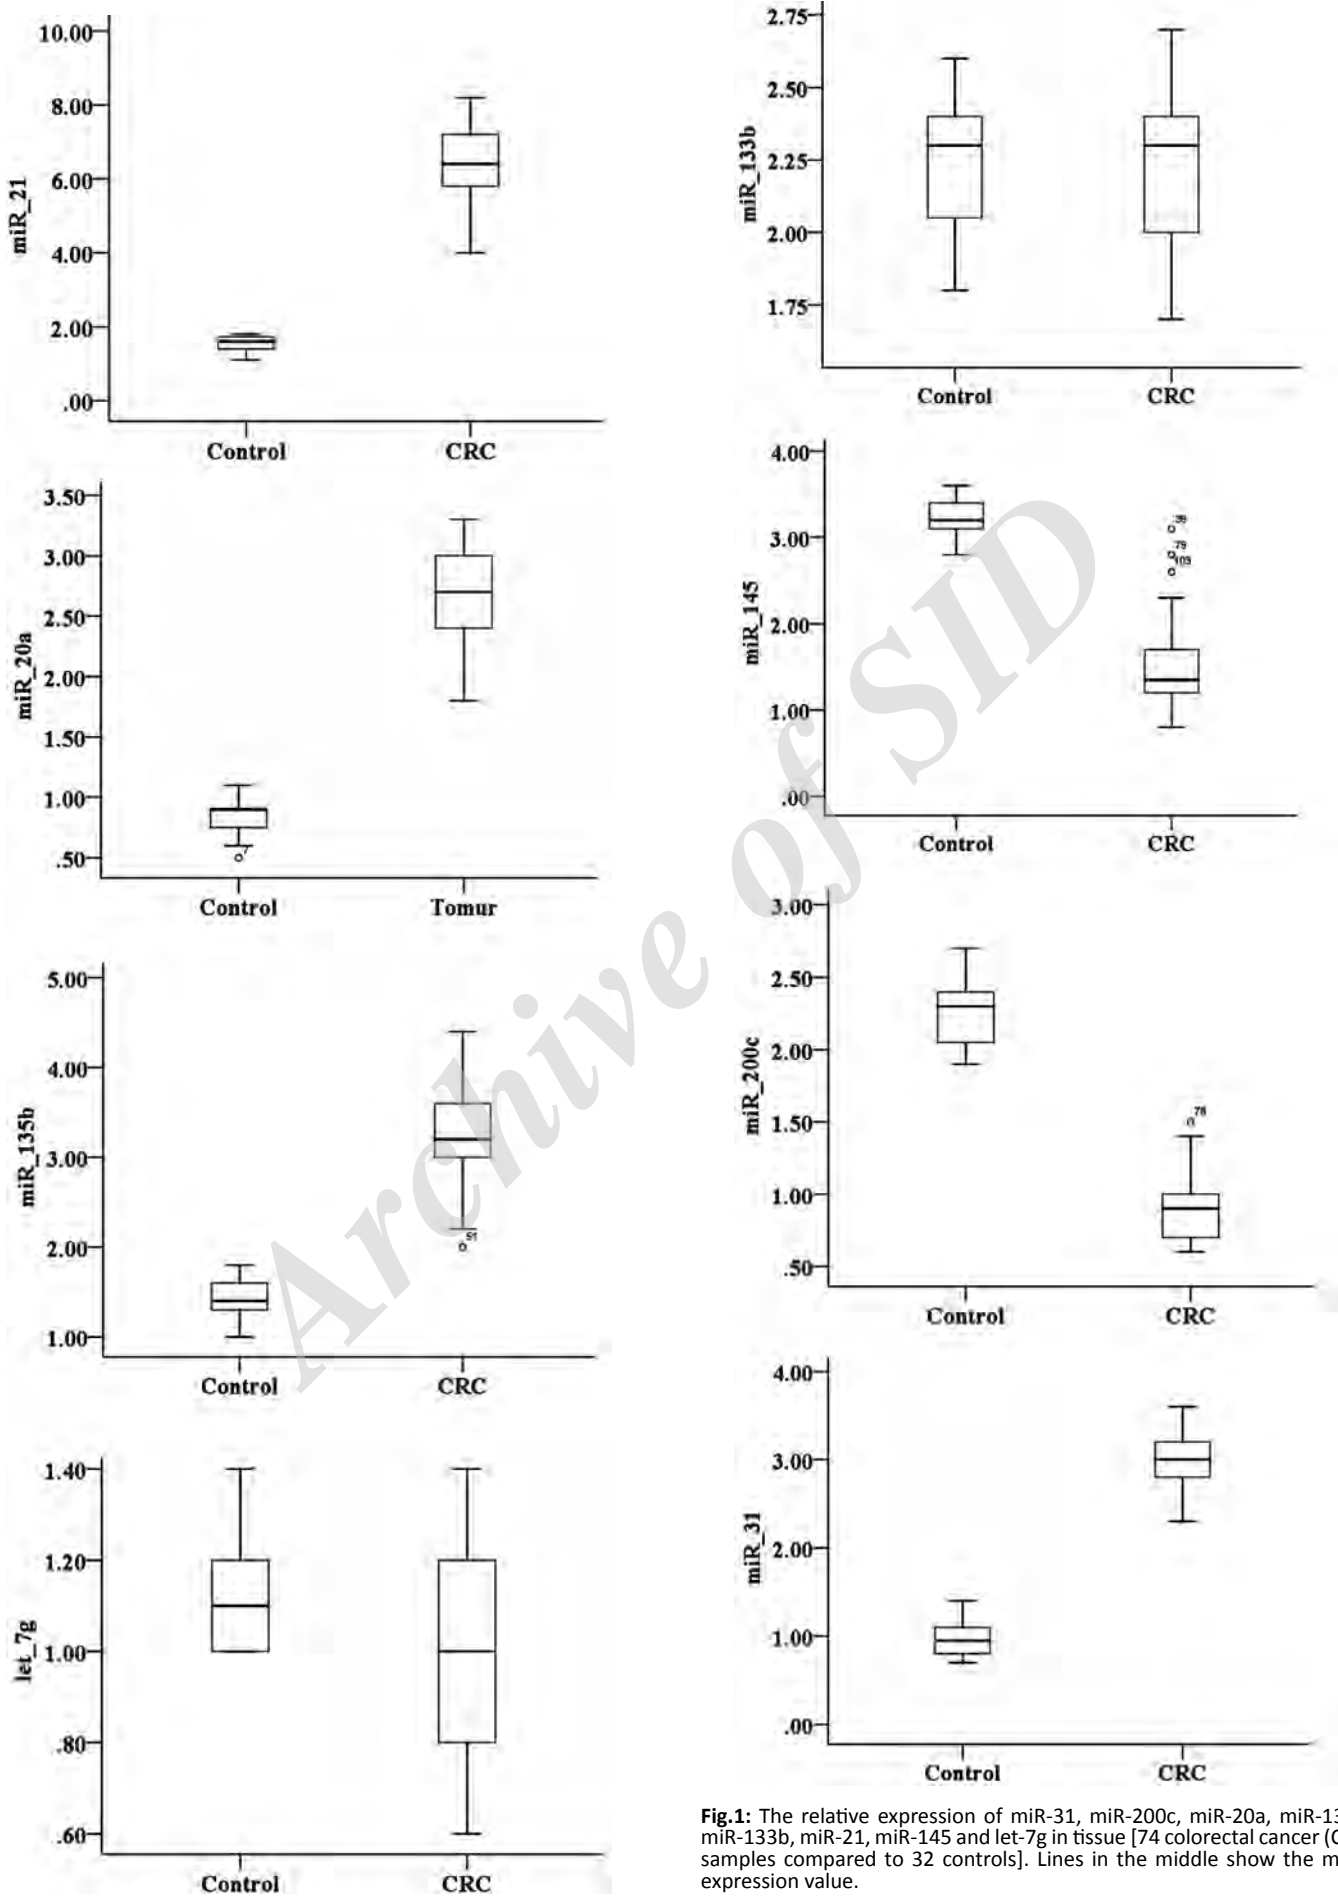 10.00
8.00
6.00
4.00
2.00
.00
miR_21
Control CRC
3.50
3.00
2.50
2.00
1.50
1.00
.50
miR_20a
7
Control Tomur
5.00
4.00
3.00
2.00
1.00
miR_135b
51
Control CRC
1.40
1.20
1.00
.80
.60
let_7g
Control CRC
2.75
2.50
2.25
2.00
1.75
miR_133b
Control CRC
4.00
3.00
2.00
1.00
.00
miR_145
79
103
Control CRC
3.00
2.50
2.00
1.50
1.00
.50
miR_200c
78
Control CRC
4.00
3.00
2.00
1.00
.00
miR_31
Control CRC
Archive of SID
Fig.1: The relative expression of miR-31, miR-200c, miR-20a,
miR-133b, miR-21, miR-145 and let-7g in tissue [74 colorectal cancer
samples compared to 32 controls]. Lines in the middle show the
expression value.